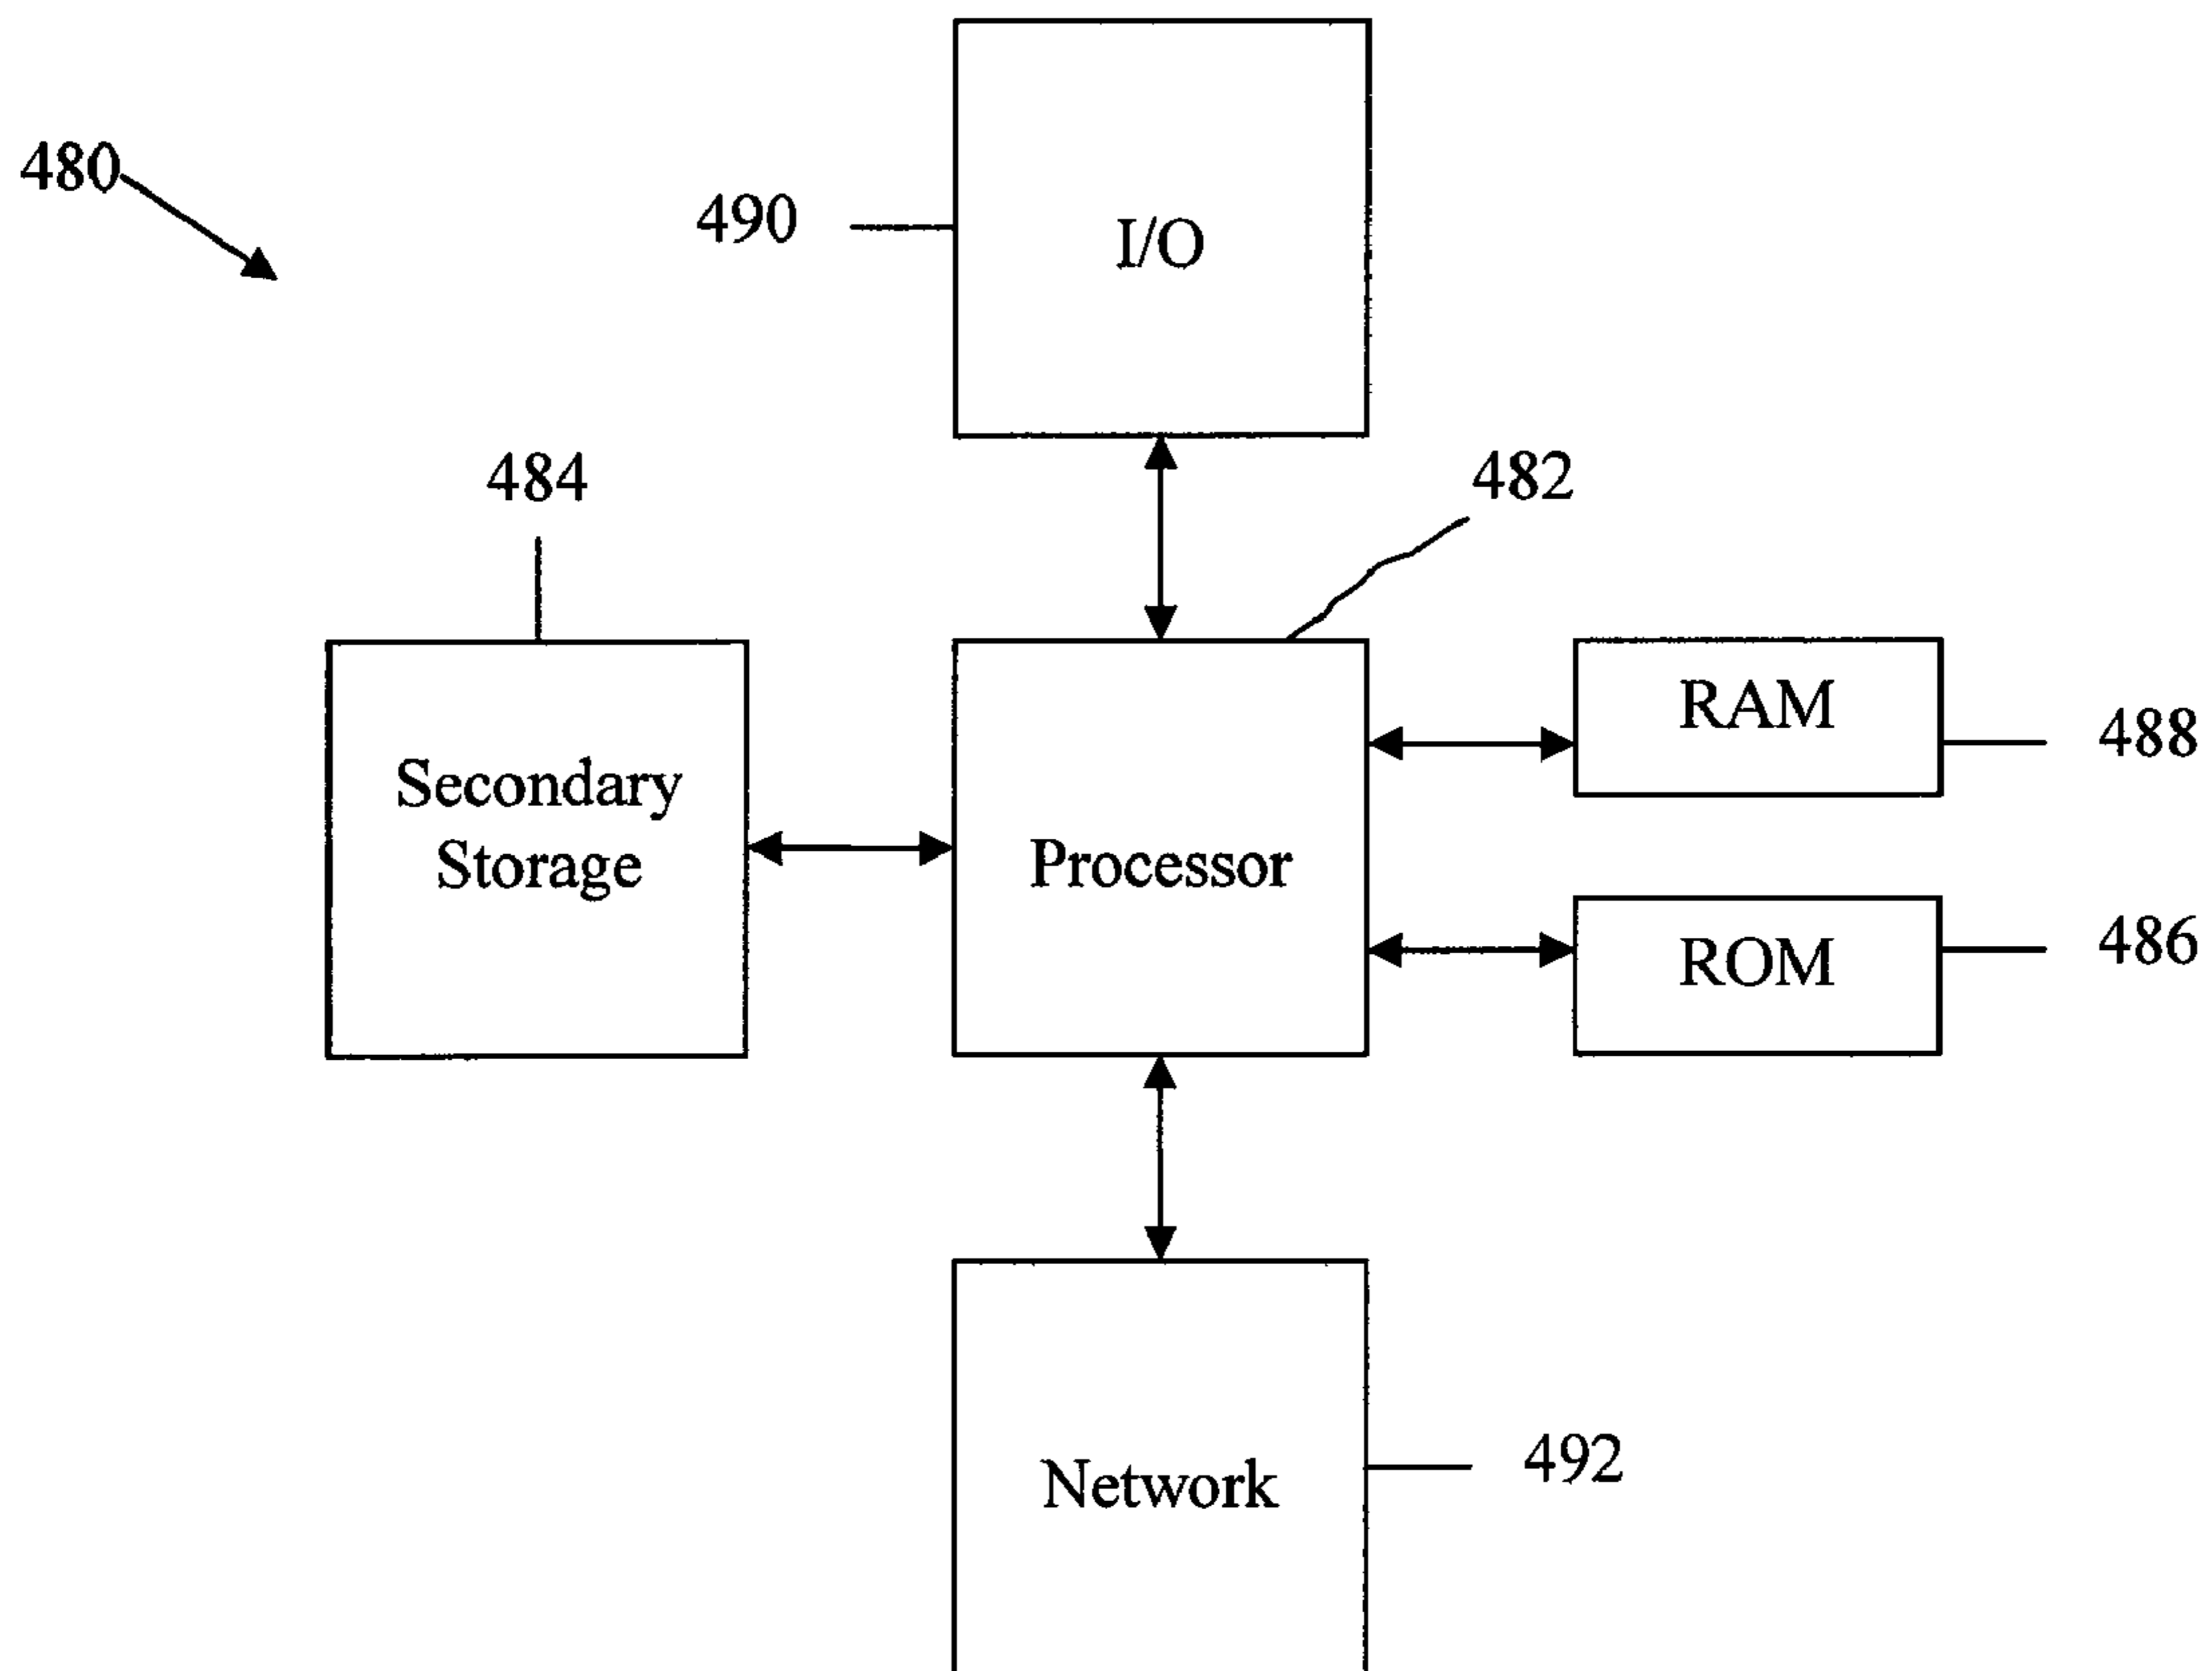 480
490
I/O
484
482
RAM
488
Secondary
Storage
Processor
486
ROM
492
Network